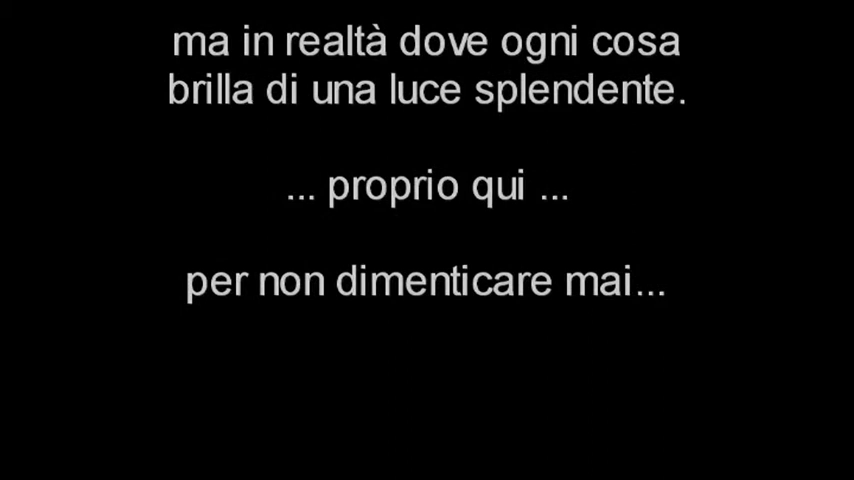 ma in realtà dove ogni cosa
brilla di una luce splendente.
... proprio qui ...
per non dimenticare mai...